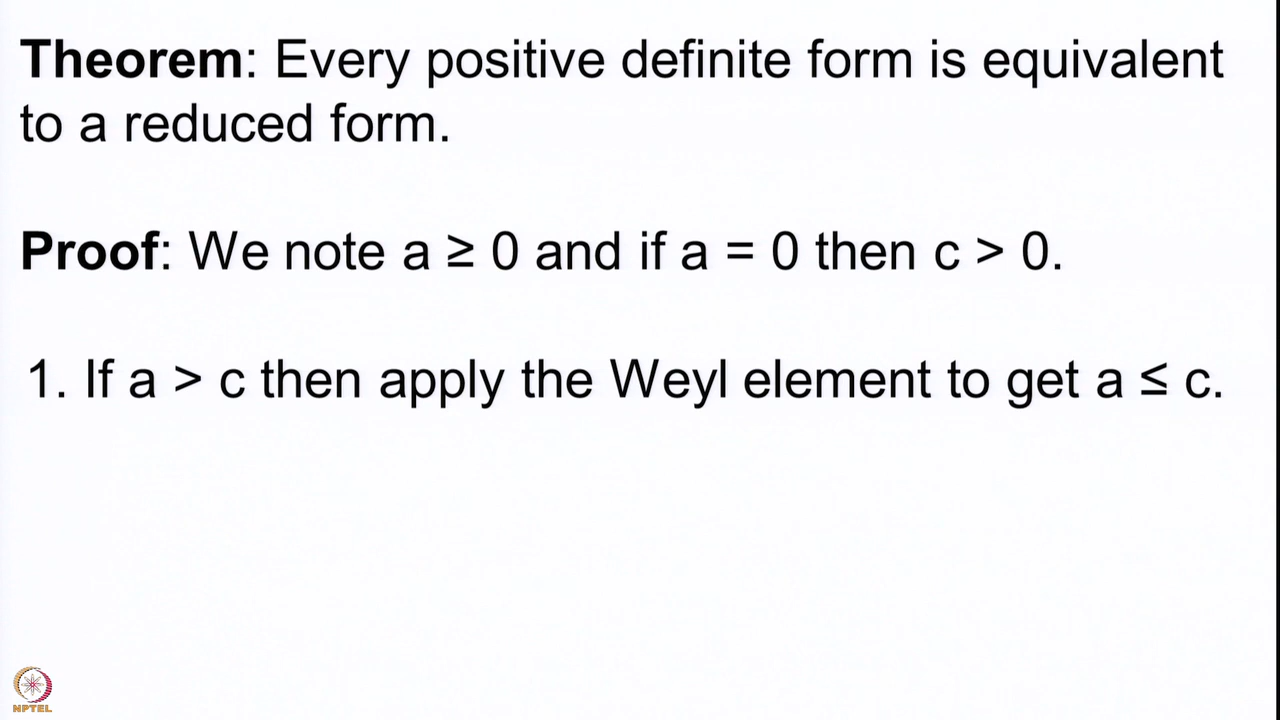 Theorem: Every positive definite form is equivalent
to a reduced form.
Proof: We note a ≥ 0 and if a = 0 then c > 0.
1. If a > c then apply the Weyl element to get a ≤ c.
NPTEL